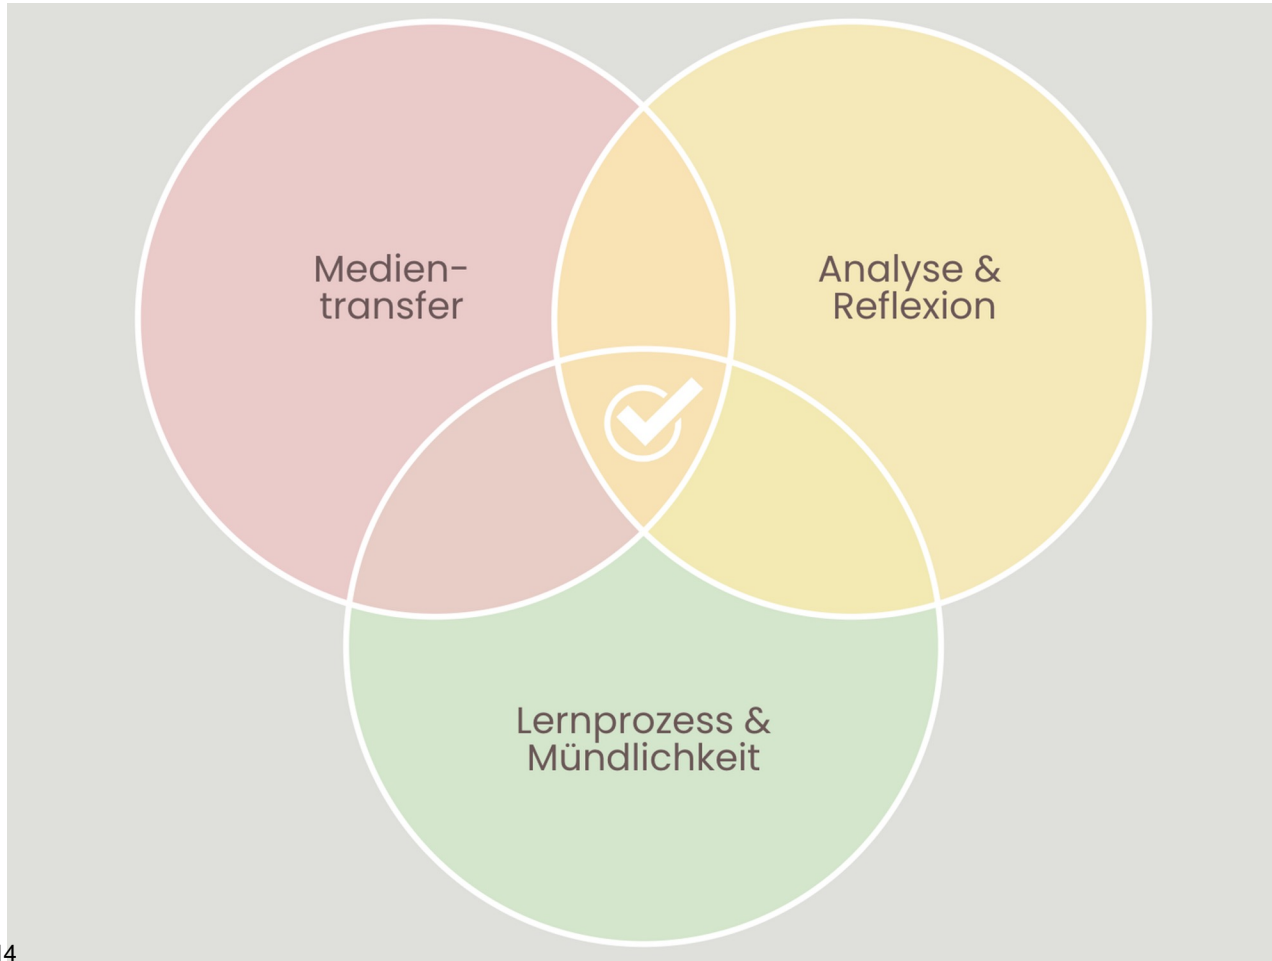 Medien-
transfer
Analyse &
Reflexion
Lernprozess &
Mündlichkeit